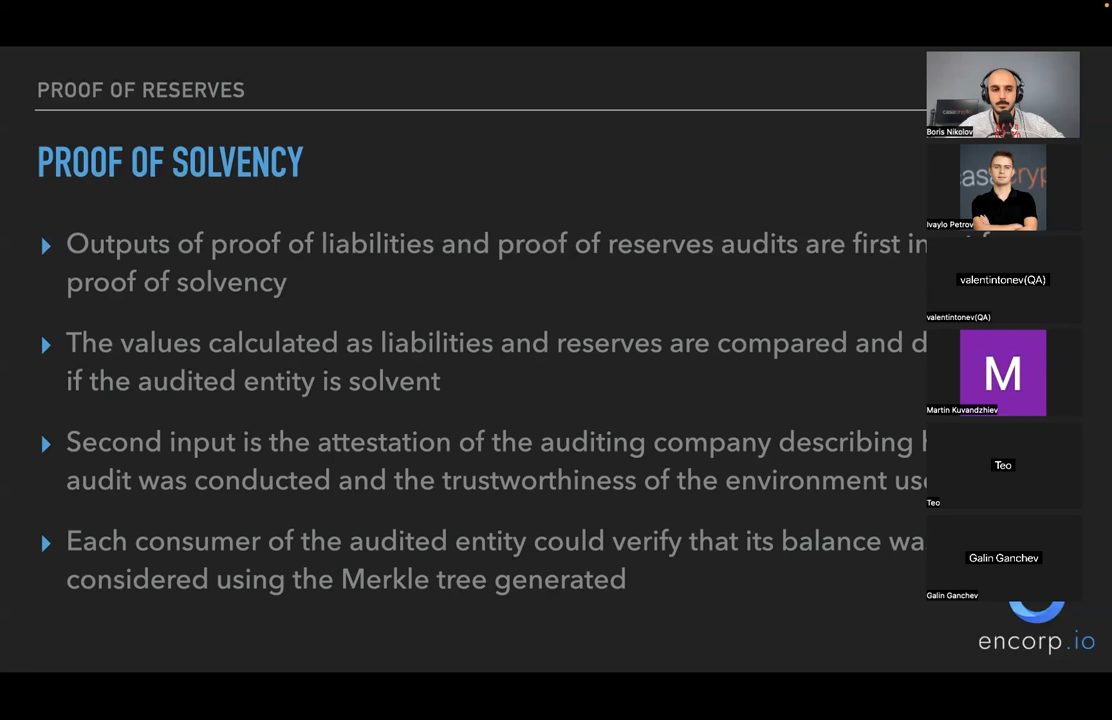 PROOF OF RESERVES
PROOF OF SOLVENCY
Outputs of proof of liabilities and proof of reserves audits are first
proof of solvency
The values calculated as liabilities and reserves are compared and
if the audited entity is solvent
Second input is the attestation of the auditing company describing
audit was conducted and the trustworthiness of the environment
Each consumer of the audited entity could verify that its balance
considered using the Merkle tree generated
encorp.io
Boris Nikolov
Ivaylo Petrov
valentintonev(QA)
valentintonev(QA)
M
Martin Kuvandzhiev
Teo
Teo
Galin Ganchev
Galin Ganchev